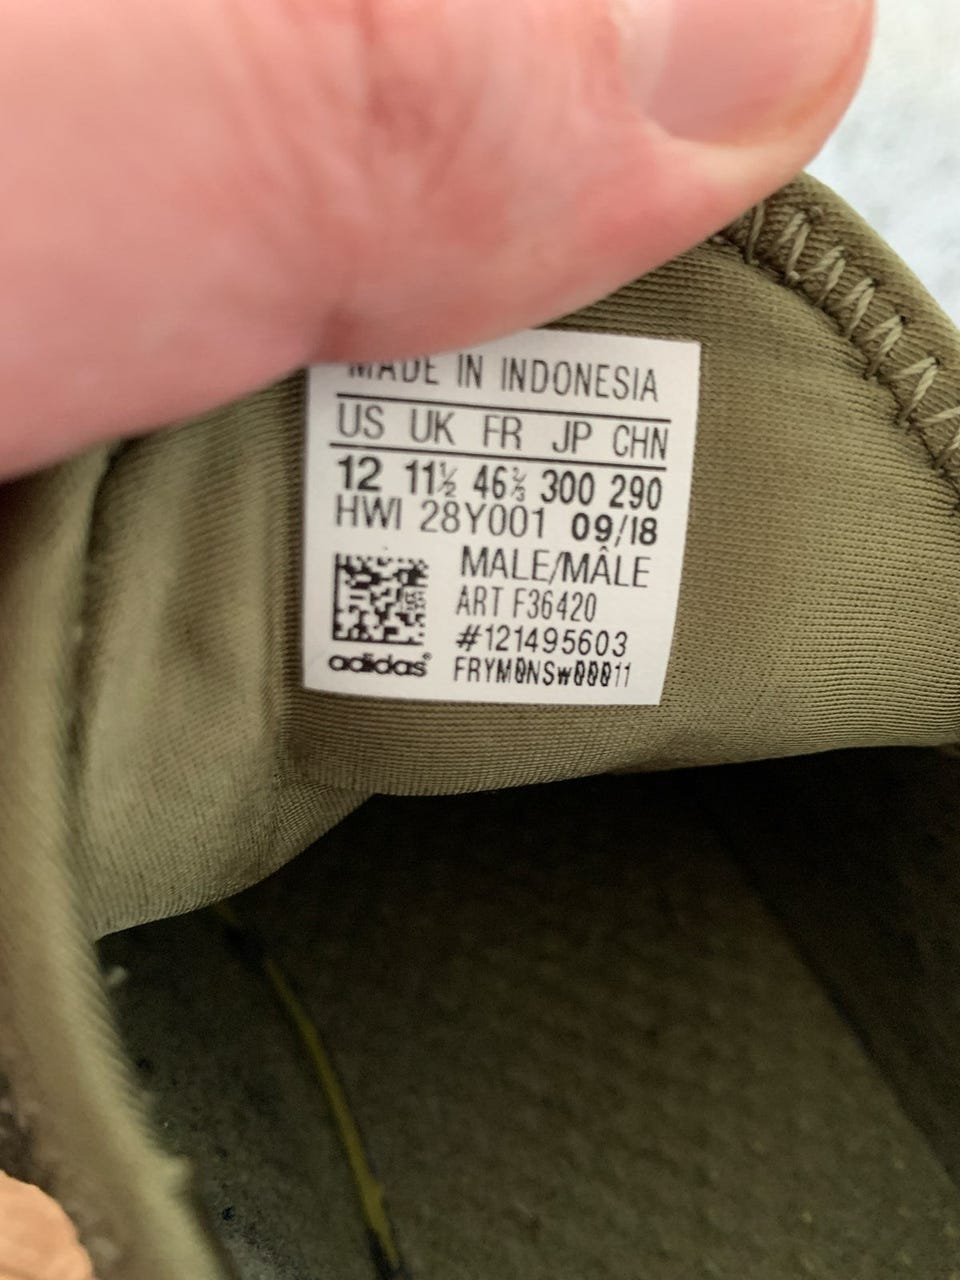 MADE IN INDONESIA
US UK FR JP CHN
12 11½ 46⅔ 300 290
HWI 28Y001 09/18
MALE/MÂLE
ART F36420
#121495603
adidas® FRYM0NSw00011